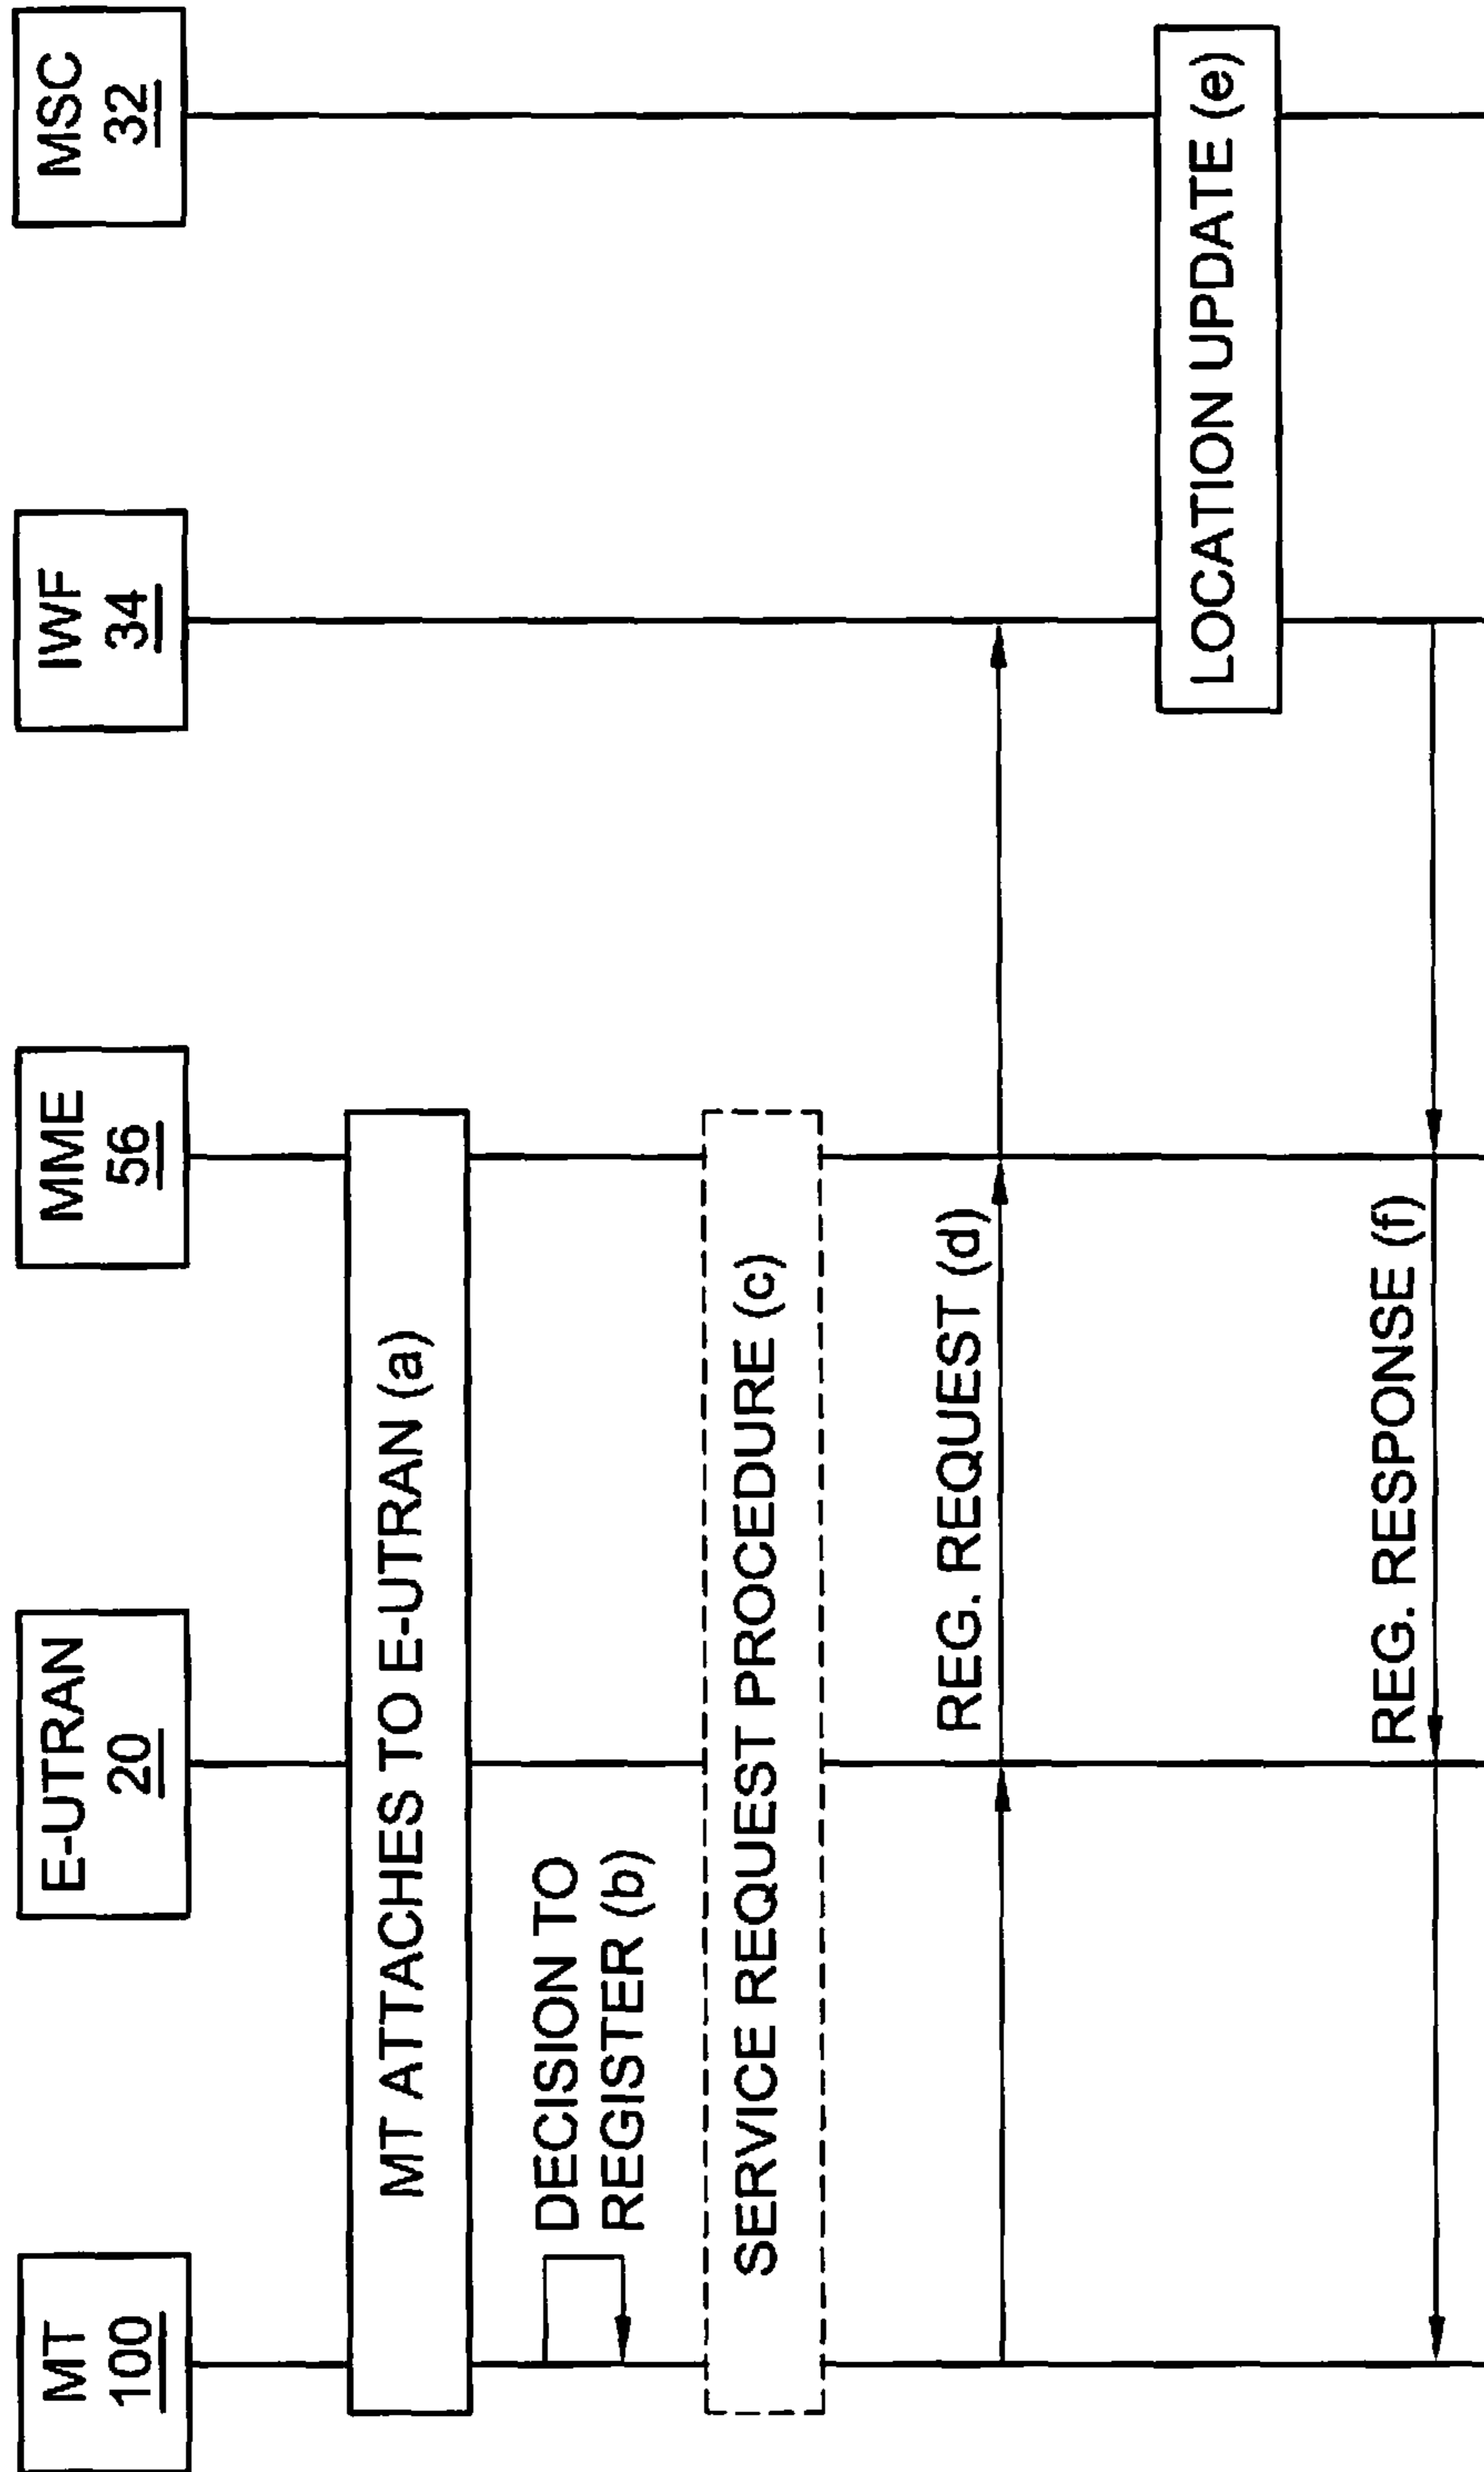 MT
100
E-UTRAN
20
MME
56
IWF
34
MSC
32
MT ATTACHES TO E-UTRAN (a)
DECISION TO
REGISTER (b)
SERVICE REQUEST PROCEDURE (c)
REG. REQUEST (d)
LOCATION UPDATE (e)
REG. RESPONSE (f)